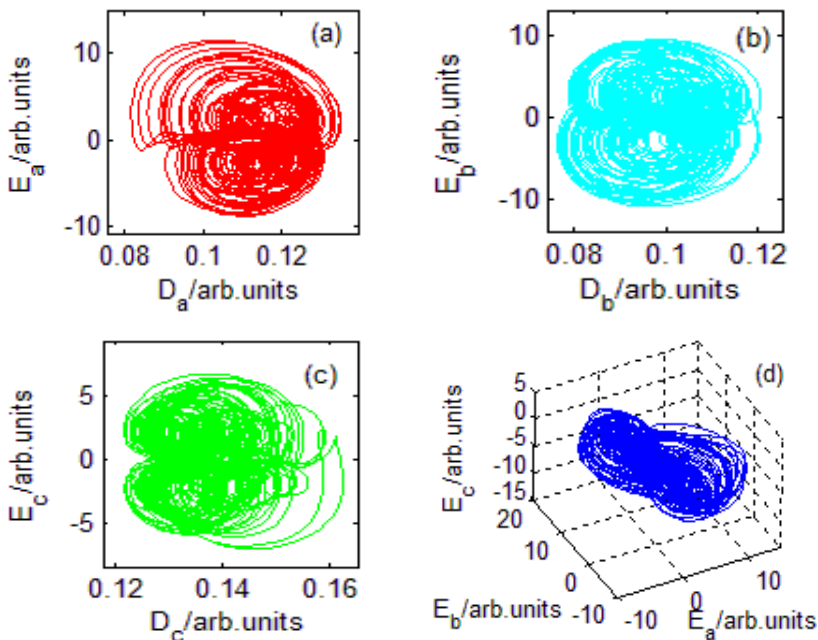 (a)
10
0
-10
E_a/arb.units
0.08 0.1 0.12
D_a/arb.units
(b)
10
0
-10
E_b/arb.units
0.08 0.1 0.12
D_b/arb.units
(c)
5
0
-5
E_c/arb.units
0.12 0.14 0.16
D_c/arb.units
(d)
5
0
-5
-10
-15
E_c/arb.units
20
10
0
-10
E_b/arb.units
-10 0 10
E_a/arb.units